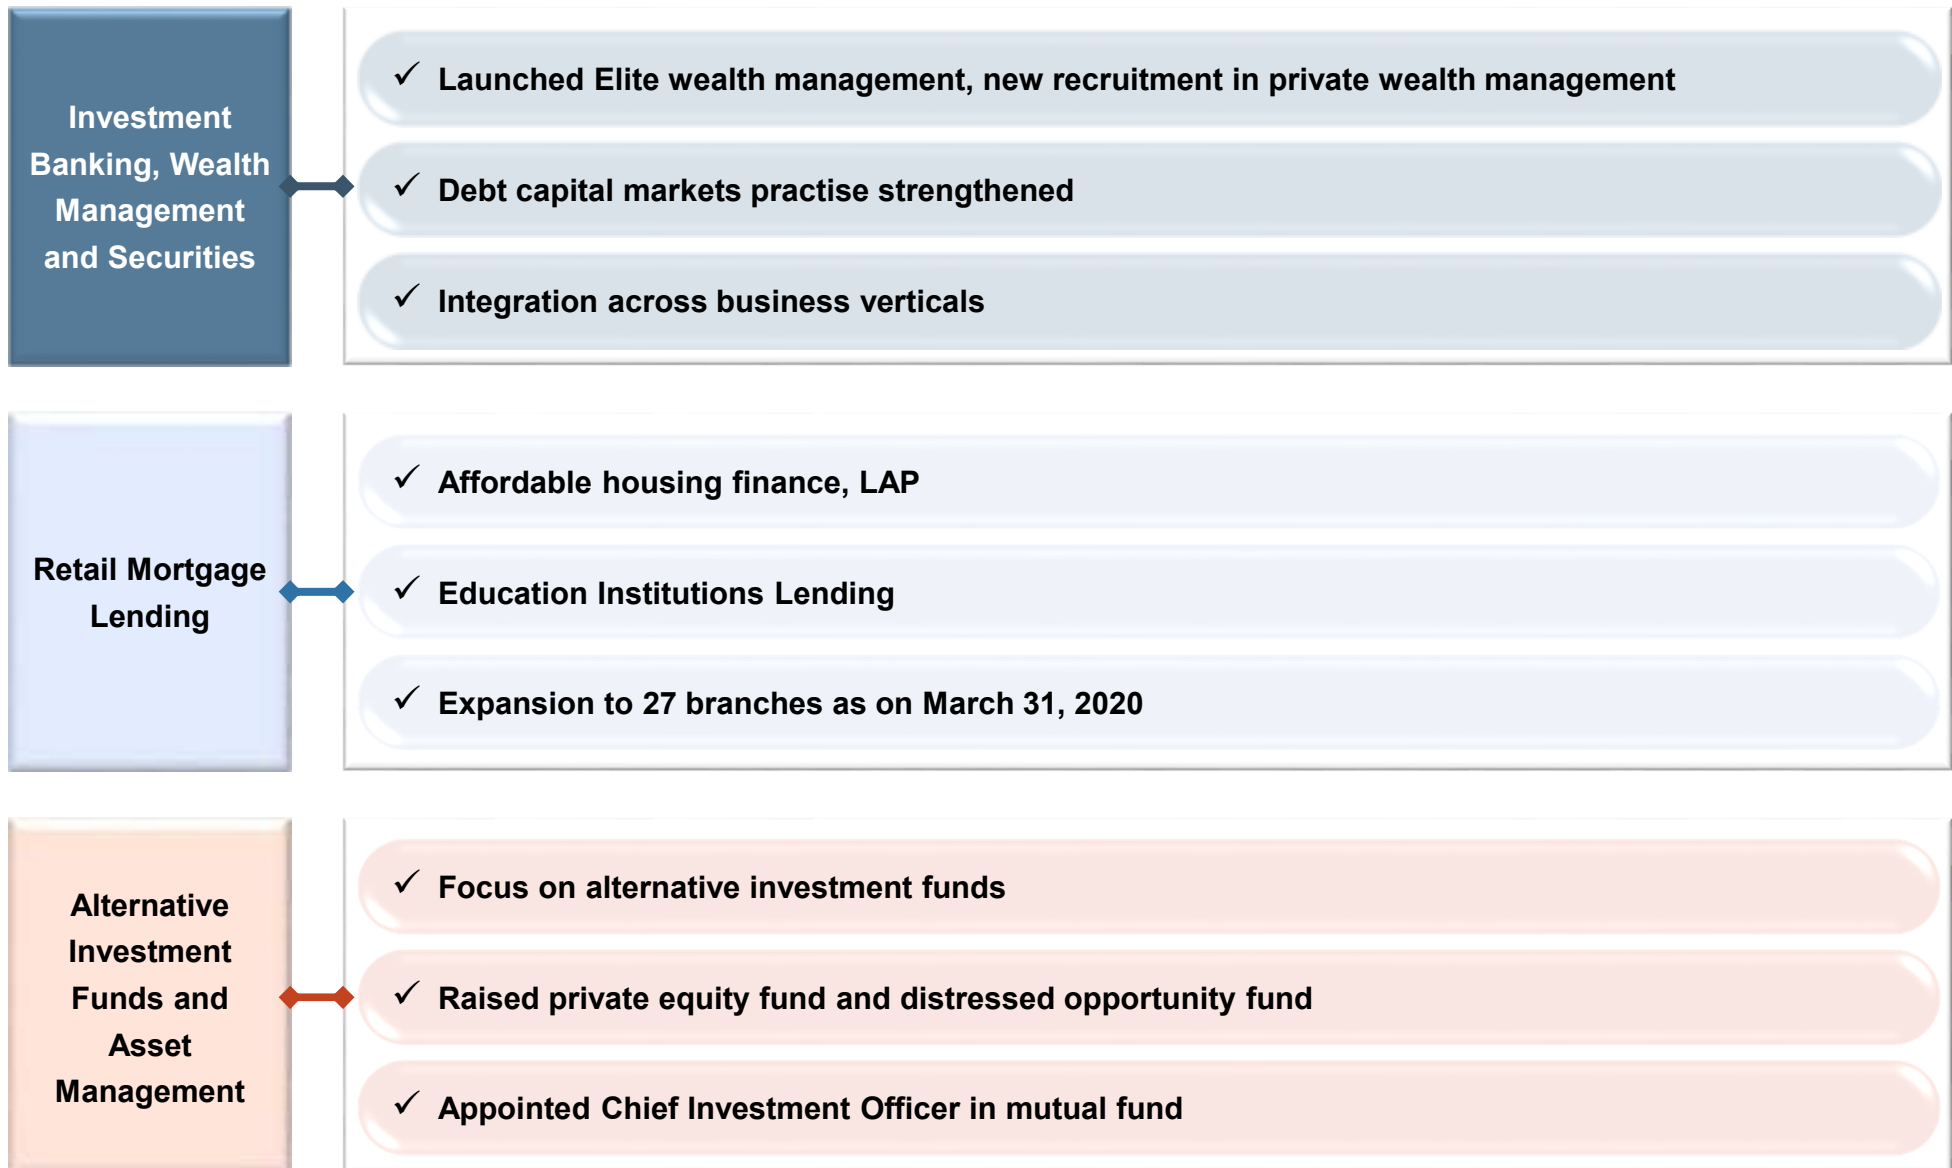 Investment
Banking, Wealth
Management
and Securities
✓ Launched Elite wealth management, new recruitment in private wealth management
✓ Debt capital markets practise strengthened
✓ Integration across business verticals
Retail Mortgage
Lending
✓ Affordable housing finance, LAP
✓ Education Institutions Lending
✓ Expansion to 27 branches as on March 31, 2020
Alternative
Investment
Funds and
Asset
Management
✓ Focus on alternative investment funds
✓ Raised private equity fund and distressed opportunity fund
✓ Appointed Chief Investment Officer in mutual fund